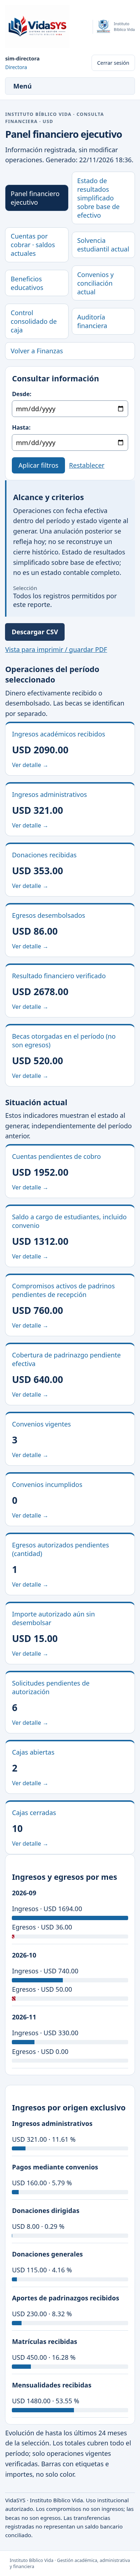 VidaSYS
Instituto
Bíblico Vida
sim-directora
Directora
Cerrar sesión
Menú
INSTITUTO BÍBLICO VIDA · CONSULTA
FINANCIERA · USD
Panel financiero ejecutivo
Información registrada, sin modificar
operaciones. Generado: 22/11/2026 18:36.
Panel financiero
ejecutivo
Estado de
resultados
simplificado
sobre base de
efectivo
Cuentas por
cobrar · saldos
actuales
Solvencia
estudiantil actual
Beneficios
educativos
Convenios y
conciliación
actual
Control
consolidado de
caja
Auditoría
financiera
Volver a Finanzas
Consultar información
Desde:
mm/dd/yyyy
Hasta:
mm/dd/yyyy
Aplicar filtros
Restablecer
Alcance y criterios
Operaciones con fecha efectiva
dentro del período y estado vigente al
generar. Una anulación posterior se
refleja hoy; no se reconstruye un
cierre histórico. Estado de resultados
simplificado sobre base de efectivo;
no es un estado contable completo.
Selección
Todos los registros permitidos por
este reporte.
Descargar CSV
Vista para imprimir / guardar PDF
Operaciones del período
seleccionado
Dinero efectivamente recibido o
desembolsado. Las becas se identifican
por separado.
Ingresos académicos recibidos
USD 2090.00
Ver detalle →
Ingresos administrativos
USD 321.00
Ver detalle →
Donaciones recibidas
USD 353.00
Ver detalle →
Egresos desembolsados
USD 86.00
Ver detalle →
Resultado financiero verificado
USD 2678.00
Ver detalle →
Becas otorgadas en el período (no
son egresos)
USD 520.00
Ver detalle →
Situación actual
Estos indicadores muestran el estado al
generar, independientemente del período
anterior.
Cuentas pendientes de cobro
USD 1952.00
Ver detalle →
Saldo a cargo de estudiantes, incluido
convenio
USD 1312.00
Ver detalle →
Compromisos activos de padrinos
pendientes de recepción
USD 760.00
Ver detalle →
Cobertura de padrinazgo pendiente
efectiva
USD 640.00
Ver detalle →
Convenios vigentes
3
Ver detalle →
Convenios incumplidos
0
Ver detalle →
Egresos autorizados pendientes
(cantidad)
1
Ver detalle →
Importe autorizado aún sin
desembolsar
USD 15.00
Ver detalle →
Solicitudes pendientes de
autorización
6
Ver detalle →
Cajas abiertas
2
Ver detalle →
Cajas cerradas
10
Ver detalle →
Ingresos y egresos por mes
2026-09
Ingresos · USD 1694.00
Egresos · USD 36.00
2026-10
Ingresos · USD 740.00
Egresos · USD 50.00
2026-11
Ingresos · USD 330.00
Egresos · USD 0.00
Ingresos por origen exclusivo
Ingresos administrativos
USD 321.00 · 11.61 %
Pagos mediante convenios
USD 160.00 · 5.79 %
Donaciones dirigidas
USD 8.00 · 0.29 %
Donaciones generales
USD 115.00 · 4.16 %
Aportes de padrinazgos recibidos
USD 230.00 · 8.32 %
Matrículas recibidas
USD 450.00 · 16.28 %
Mensualidades recibidas
USD 1480.00 · 53.55 %
Evolución de hasta los últimos 24 meses
de la selección. Los totales cubren todo el
período; solo operaciones vigentes
verificadas. Barras con etiquetas e
importes, no solo color.
VidaSYS · Instituto Bíblico Vida. Uso institucional
autorizado. Los compromisos no son ingresos; las
becas no son egresos. Las transferencias
registradas no representan un saldo bancario
conciliado.
Instituto Bíblico Vida · Gestión académica, administrativa
y financiera